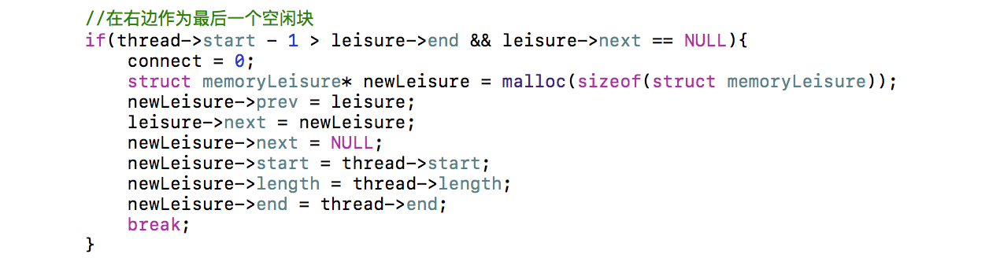 //在右边作为最后一个空闲块
if(thread->start - 1 > leisure->end && leisure->next == NULL){
    connect = 0;
    struct memoryLeisure* newLeisure = malloc(sizeof(struct memoryLeisure));
    newLeisure->prev = leisure;
    leisure->next = newLeisure;
    newLeisure->next = NULL;
    newLeisure->start = thread->start;
    newLeisure->length = thread->length;
    newLeisure->end = thread->end;
    break;
}